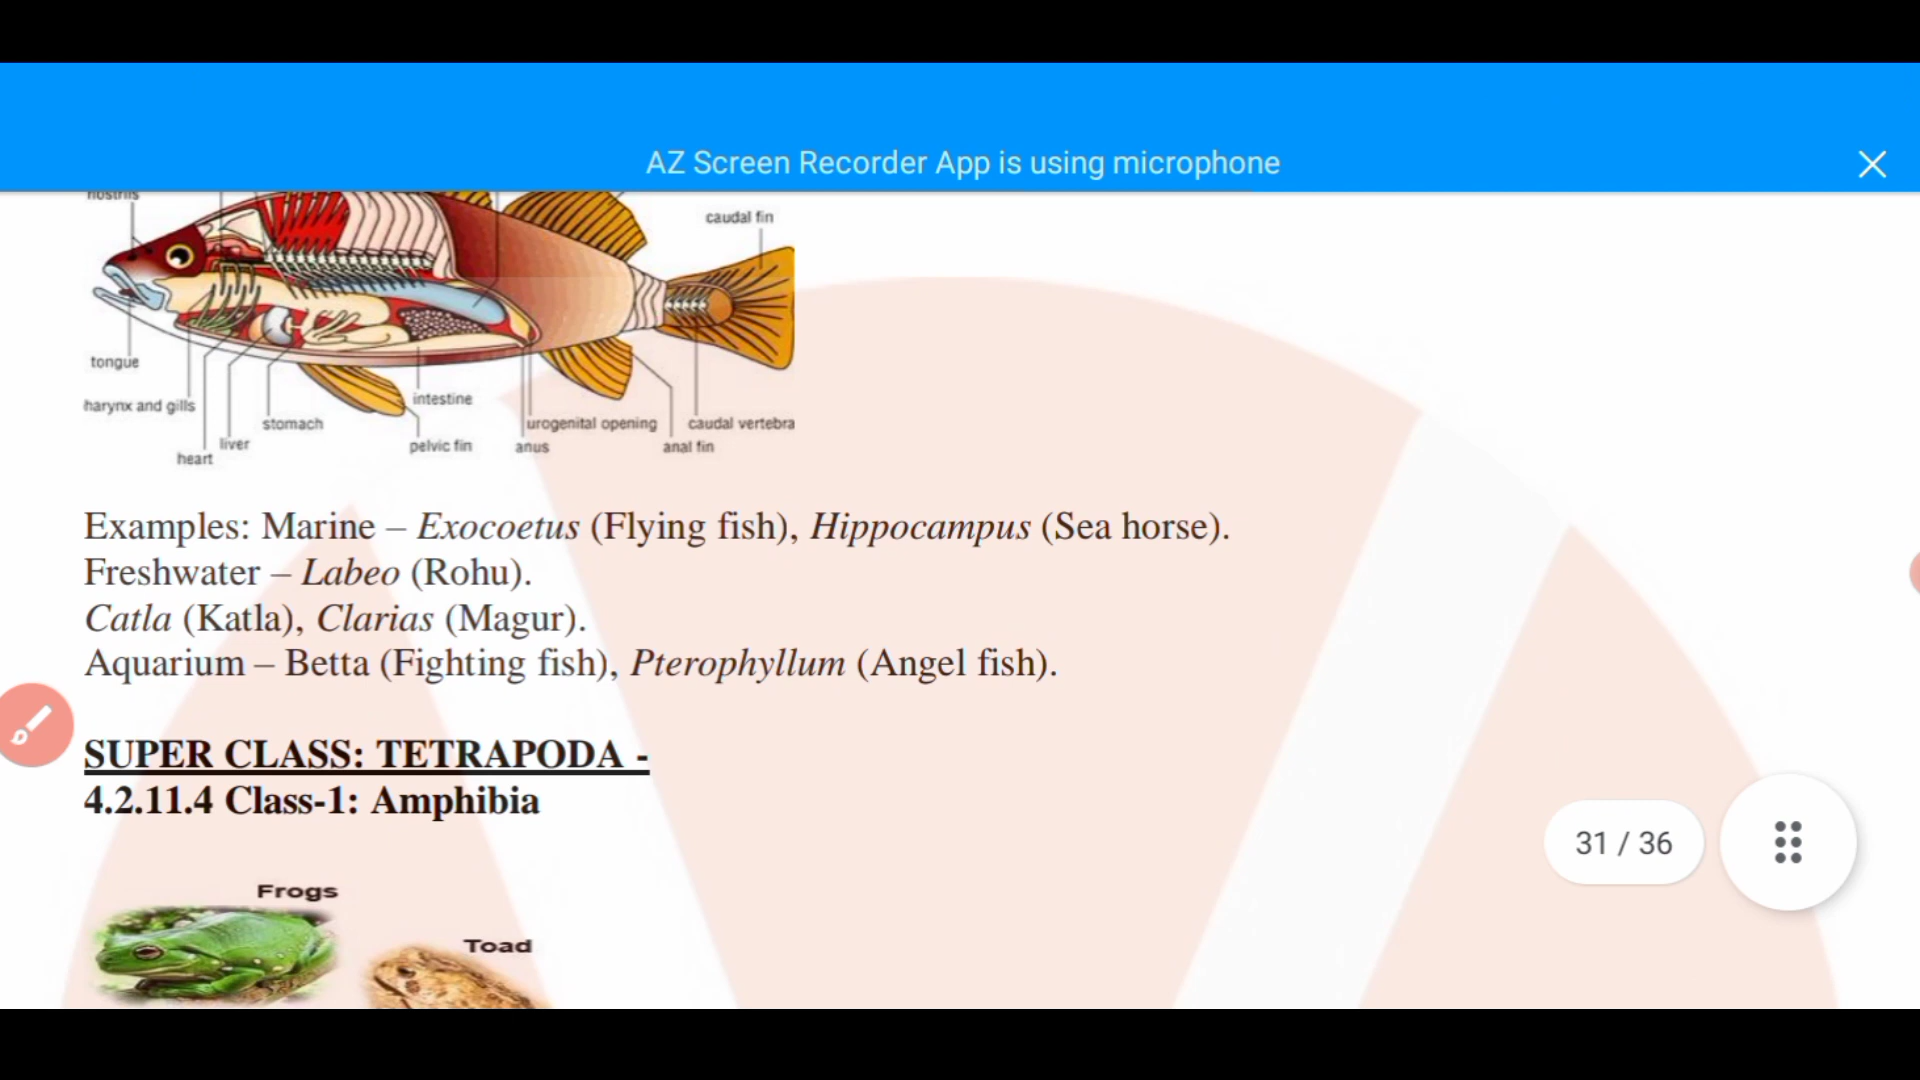 AZ Screen Recorder App is using microphone
nostrils
caudal fin
tongue
harynx and gills
intestine
stomach
urogenital opening
caudal vertebra
liver
pelvic fin
anus
anal fin
heart
Examples: Marine – Exocoetus (Flying fish), Hippocampus (Sea horse).
Freshwater – Labeo (Rohu).
Catla (Katla), Clarias (Magur).
Aquarium – Betta (Fighting fish), Pterophyllum (Angel fish).
SUPER CLASS: TETRAPODA -
4.2.11.4 Class-1: Amphibia
31 / 36
Frogs
Toad